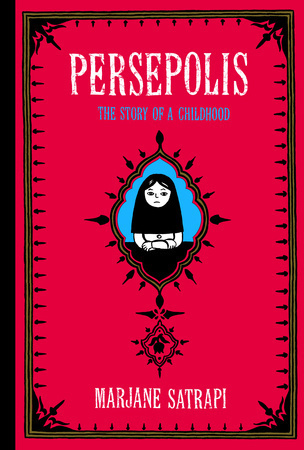 PERSEPOLIS
THE STORY OF A CHILDHOOD
MARJANE SATRAPI